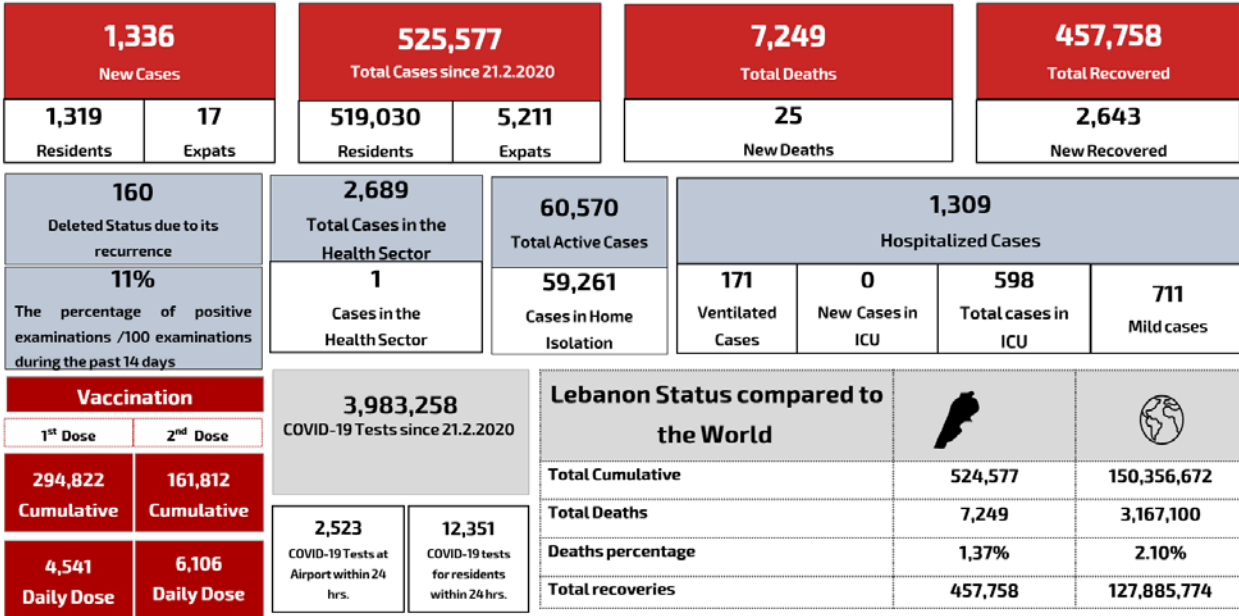 1,336
New Cases
1,319
Residents
17
Expats
525,577
Total Cases since 21.2.2020
519,030
Residents
5,211
Expats
7,249
Total Deaths
25
New Deaths
457,758
Total Recovered
2,643
New Recovered
160
Deleted Status due to its
recurrence
11%
The percentage of positive
examinations /100 examinations
during the past 14 days
2,689
Total Cases in the
Health Sector
1
Cases in the
Health Sector
60,570
Total Active Cases
59,261
Cases in Home
Isolation
1,309
Hospitalized Cases
171
Ventilated
Cases
0
New Cases in
ICU
598
Total cases in
ICU
711
Mild cases
Vaccination
1st Dose
2nd Dose
294,822
Cumulative
161,812
Cumulative
4,541
Daily Dose
6,106
Daily Dose
3,983,258
COVID-19 Tests since 21.2.2020
2,523
COVID-19 Tests at
Airport within 24
hrs.
12,351
COVID-19 tests
for residents
within 24 hrs.
Lebanon Status compared to
the World
Total Cumulative 524,577 150,356,672
Total Deaths 7,249 3,167,100
Deaths percentage 1,37% 2.10%
Total recoveries 457,758 127,885,774